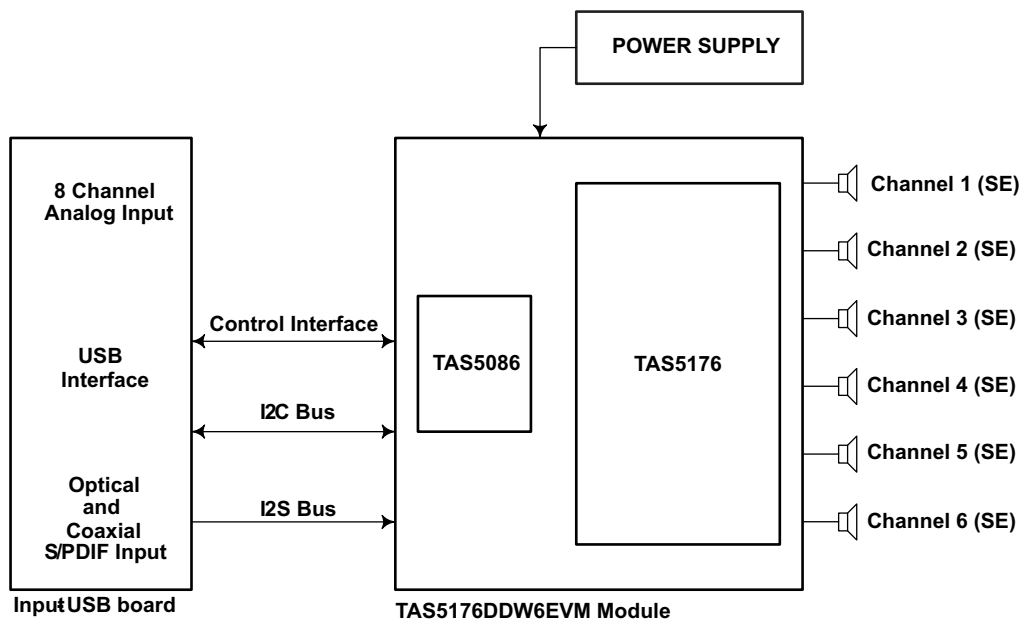 POWER SUPPLY
8 Channel
Analog Input
USB
Interface
Optical
and
Coaxial
S/PDIF Input
Input-USB board
Control Interface
I2C Bus
I2S Bus
TAS5086
TAS5176
TAS5176DDW6EVM Module
Channel 1 (SE)
Channel 2 (SE)
Channel 3 (SE)
Channel 4 (SE)
Channel 5 (SE)
Channel 6 (SE)